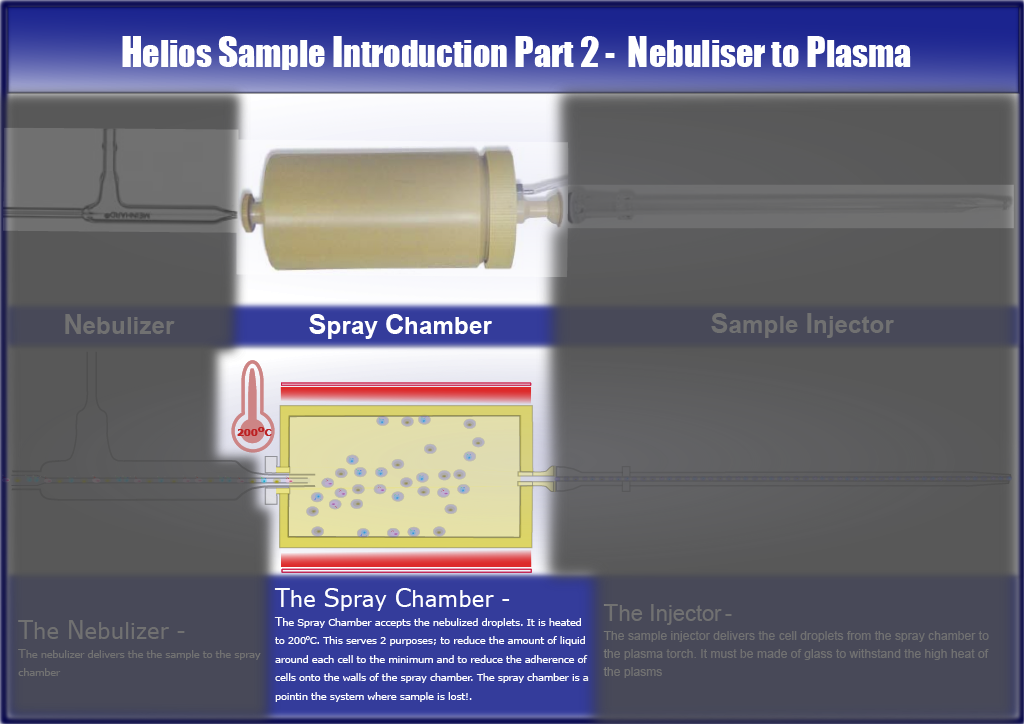 Helios Sample Introduction Part 2 - Nebuliser to Plasma
MEINHARD®
Nebulizer
Spray Chamber
Sample Injector
200°C
The Nebulizer -
The nebulizer delivers the the sample to the spray
chamber
The Spray Chamber -
The Spray Chamber accepts the nebulized droplets. It is heated
to 200°C. This serves 2 purposes; to reduce the amount of liquid
around each cell to the minimum and to reduce the adherence of
cells onto the walls of the spray chamber. The spray chamber is a
pointin the system where sample is lost!.
The Injector -
The sample injector delivers the cell droplets from the spray chamber to
the plasma torch. It must be made of glass to withstand the high heat of
the plasms